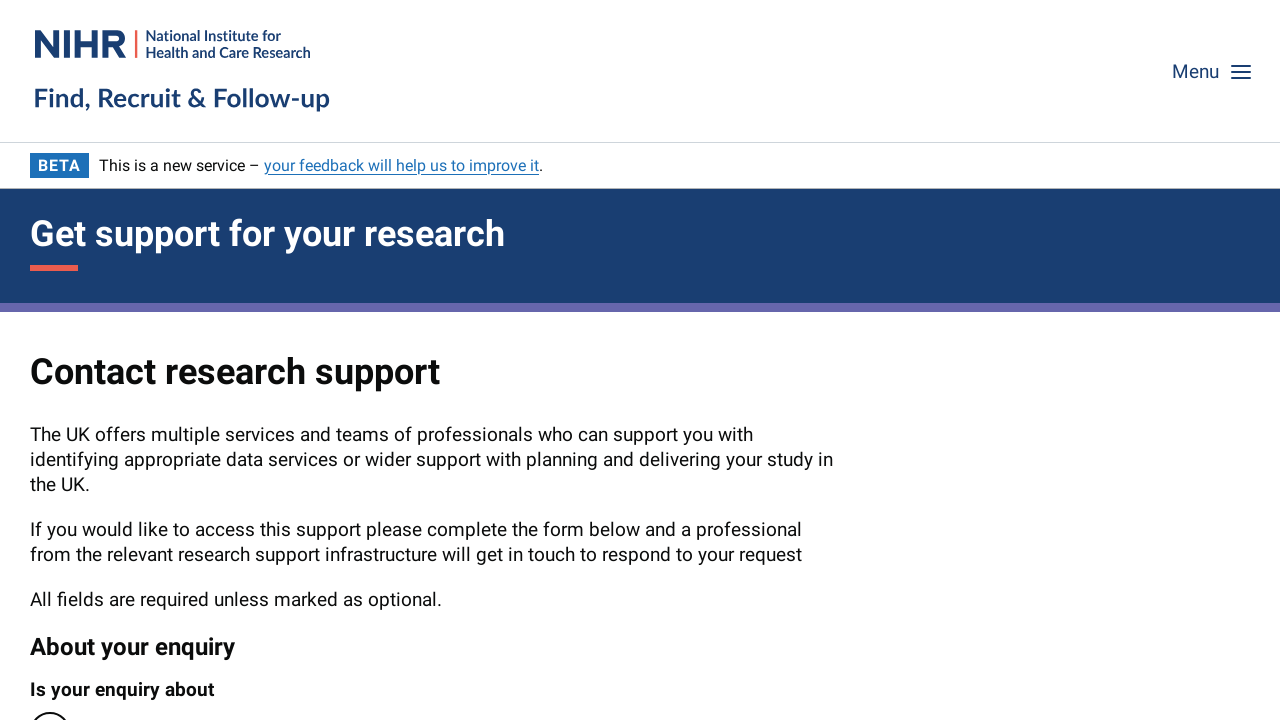 NIHR | National Institute for
Health and Care Research
Find, Recruit & Follow-up
Menu
BETA This is a new service – your feedback will help us to improve it.
Get support for your research
Contact research support
The UK offers multiple services and teams of professionals who can support you with
identifying appropriate data services or wider support with planning and delivering your study in
the UK.
If you would like to access this support please complete the form below and a professional
from the relevant research support infrastructure will get in touch to respond to your request
All fields are required unless marked as optional.
About your enquiry
Is your enquiry about